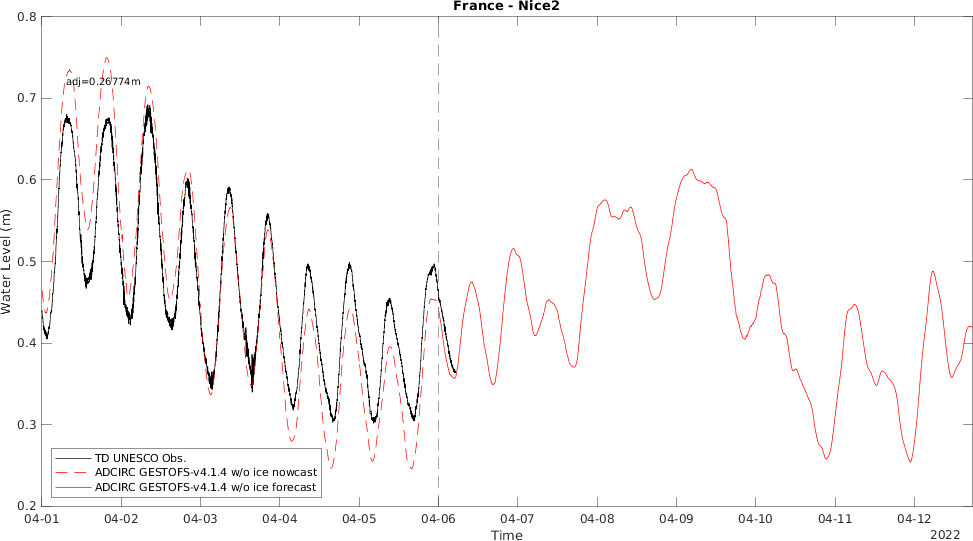 France - Nice2
adj=0.26774m
Water Level (m)
0.8
0.7
0.6
0.5
0.4
0.3
0.2
TD UNESCO Obs.
ADCIRC GESTOFS-v4.1.4 w/o ice nowcast
ADCIRC GESTOFS-v4.1.4 w/o ice forecast
04-01 04-02 04-03 04-04 04-05 04-06 04-07 04-08 04-09 04-10 04-11 04-12
Time
2022